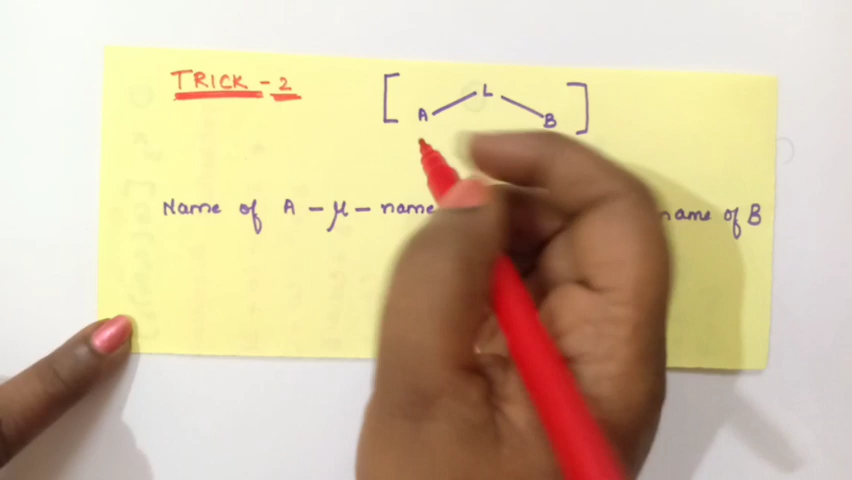 TRICK - 2
[ A L B ]
Name of A - μ - name name of B